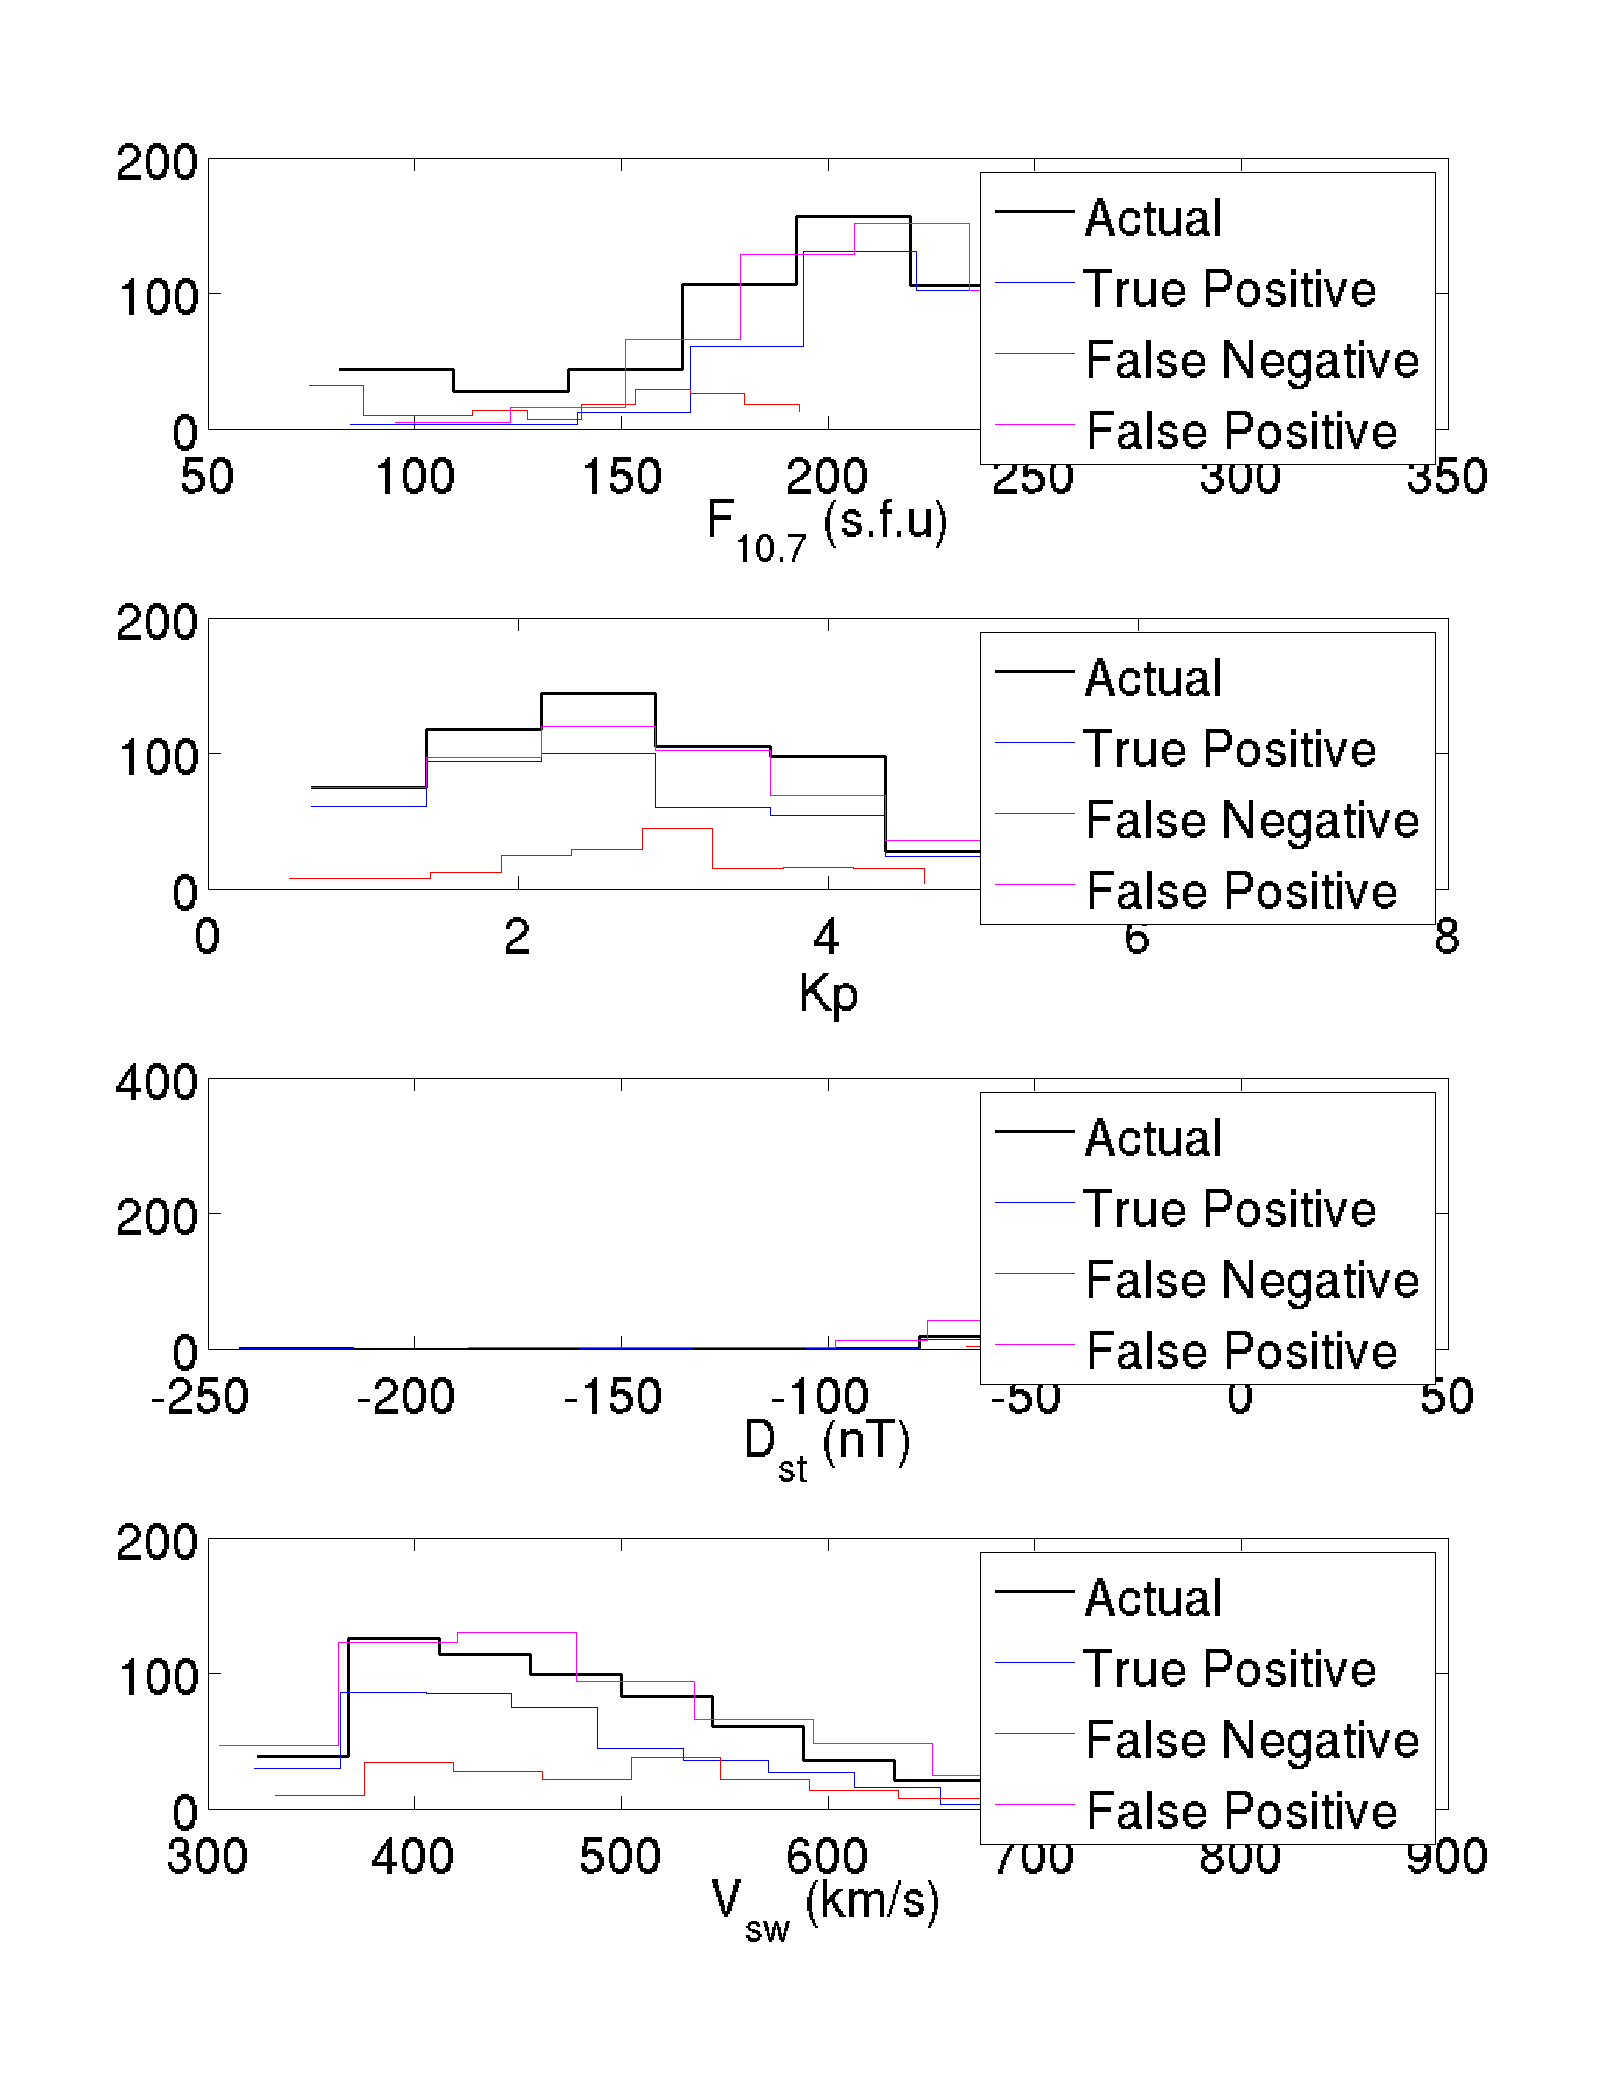 200
100
0
50 100 150 200 250 300 350
F10.7 (s.f.u)
Actual
True Positive
False Negative
False Positive
200
100
0
0 2 4 6 8
Kp
Actual
True Positive
False Negative
False Positive
400
200
0
-250 -200 -150 -100 -50 0 50
Dst (nT)
Actual
True Positive
False Negative
False Positive
200
100
0
300 400 500 600 700 800 900
Vsw (km/s)
Actual
True Positive
False Negative
False Positive